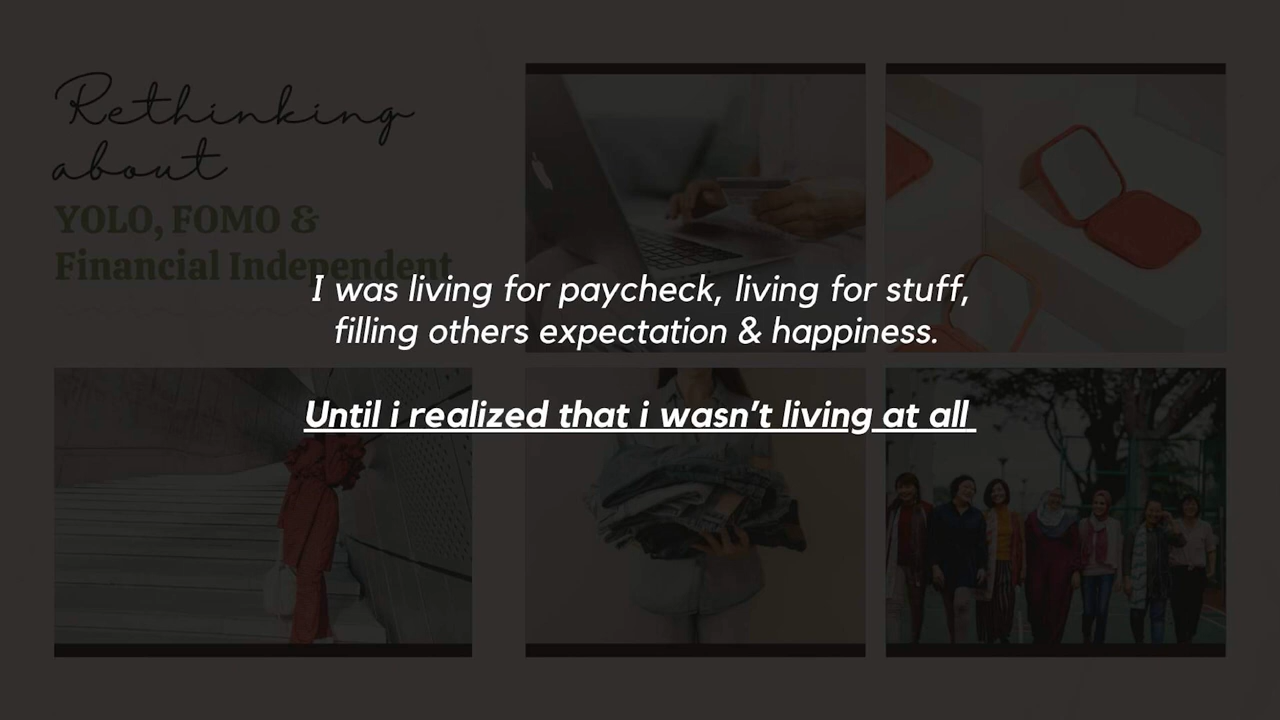 Rethinking
about
YOLO, FOMO &
Financial Independent
I was living for paycheck, living for stuff,
filling others expectation & happiness.
Until i realized that i wasn't living at all